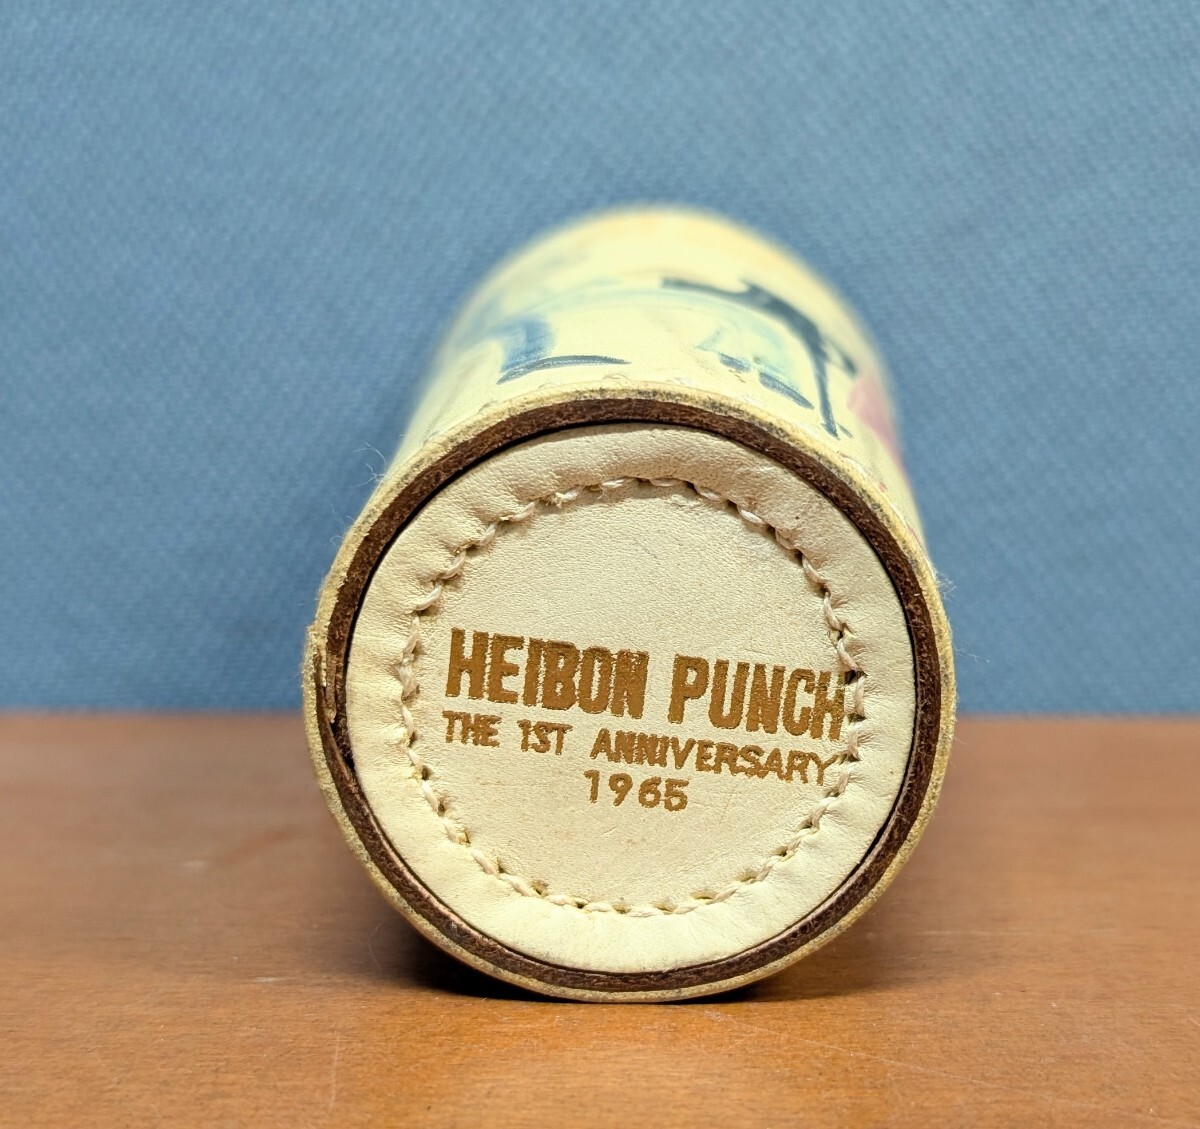 HEIBON PUNCH
THE 1ST ANNIVERSARY
1965